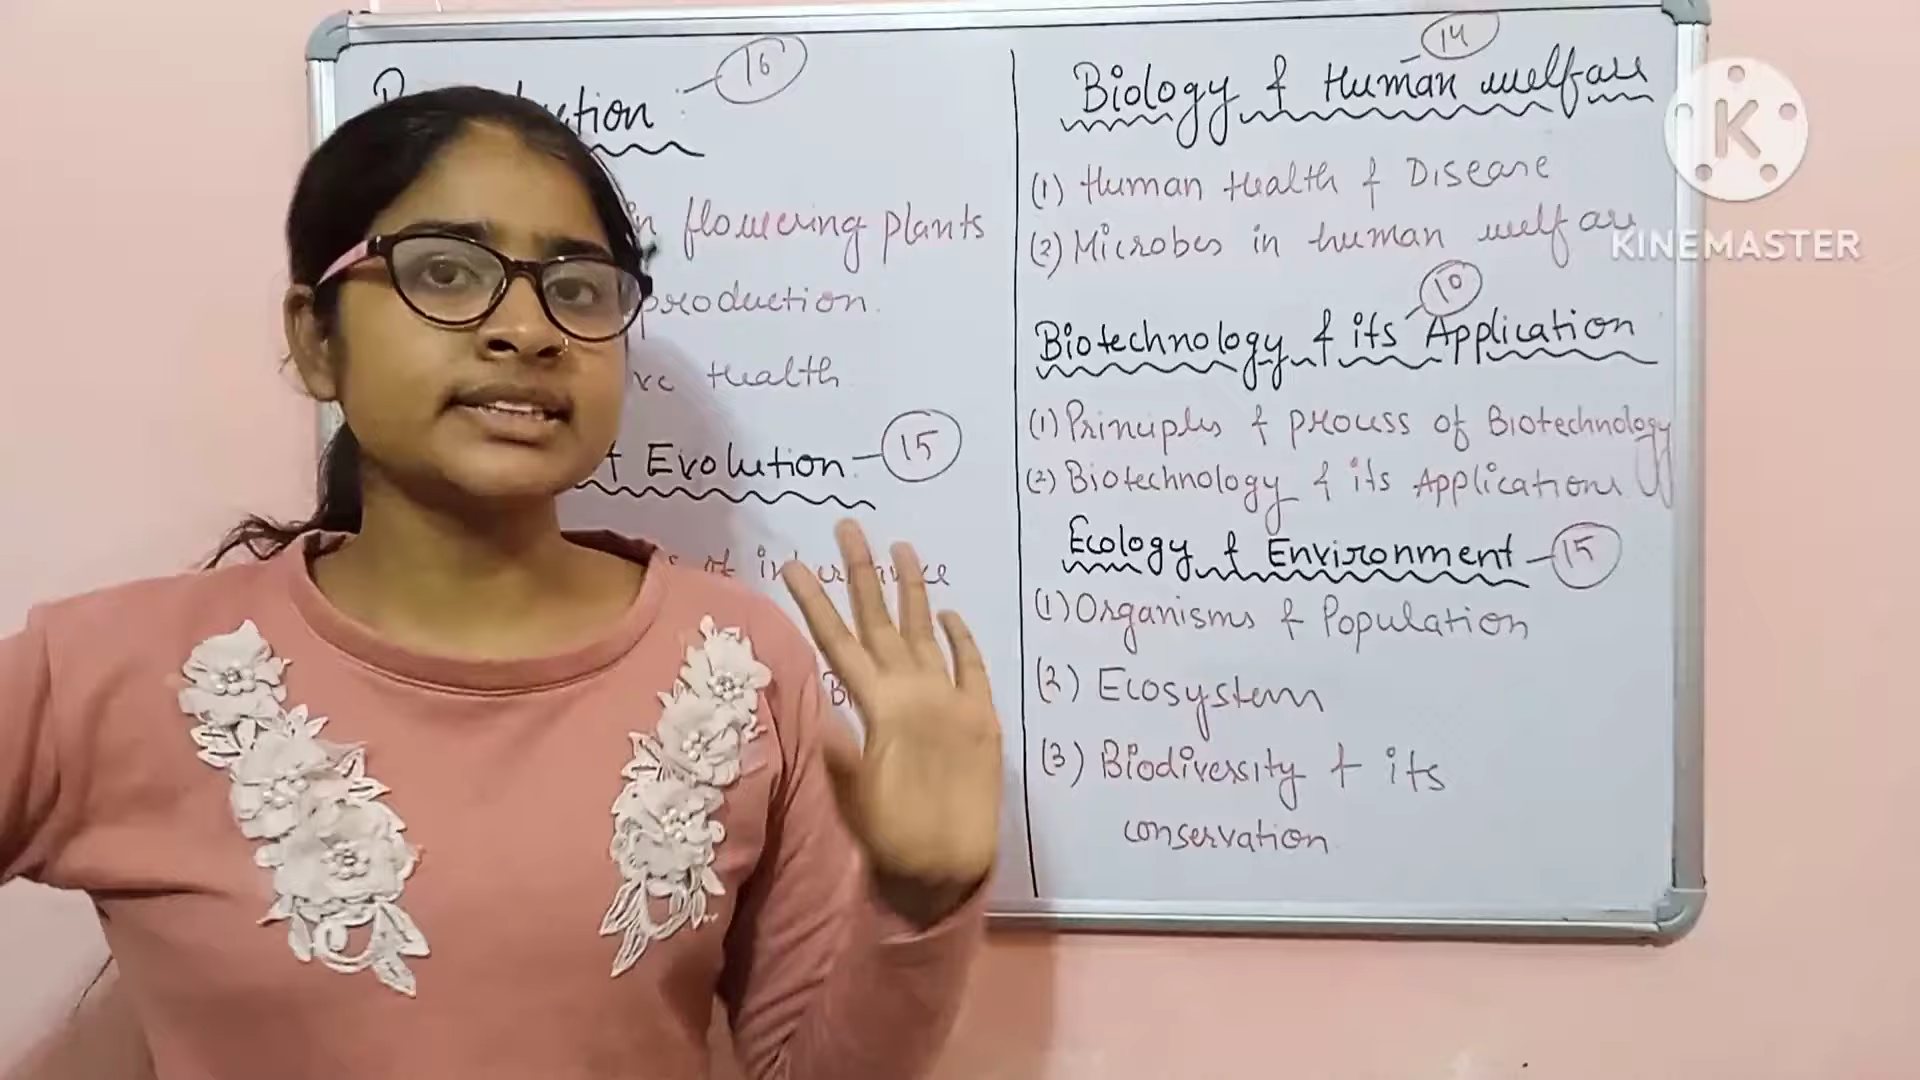 16
flowering plants
production.
Health
Evolution - 15
of
14
Biology & Human welfare
(1) Human Health & Disease
(2) Microbes in human welfare
10
Biotechnology & its Application
(1) Principles & process of Biotechnology
(2) Biotechnology & its Applications
Ecology & Environment - 15
(1) Organisms & Population
(2) Ecosystem
(3) Biodiversity & its
conservation
K
KINEMASTER